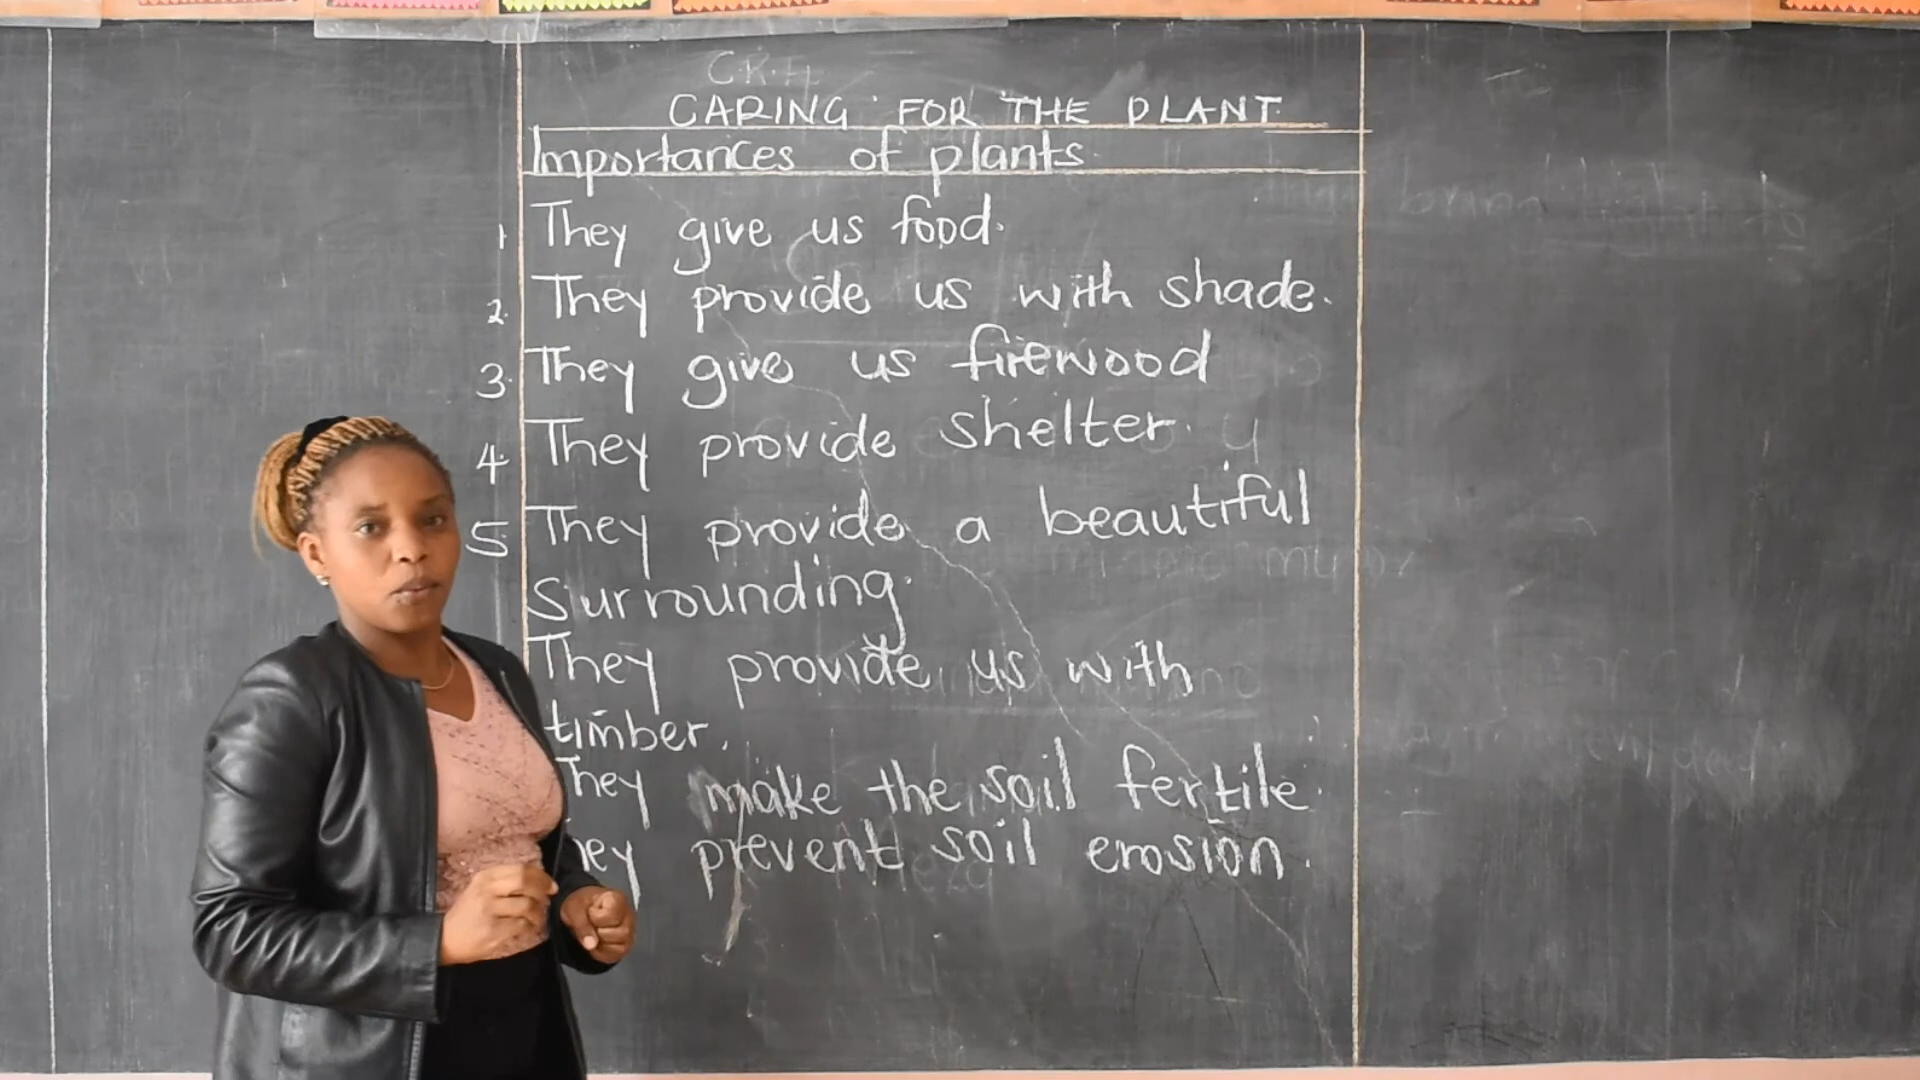 C.R.H
CARING FOR THE PLANT.
Importances of plants.
1 They give us food.
2. They provide us with shade.
3. They give us firewood
4. They provide shelter.
5. They provide a beautiful
surrounding.
They provide us with
timber.
They make the soil fertile.
hey prevent soil erosion.